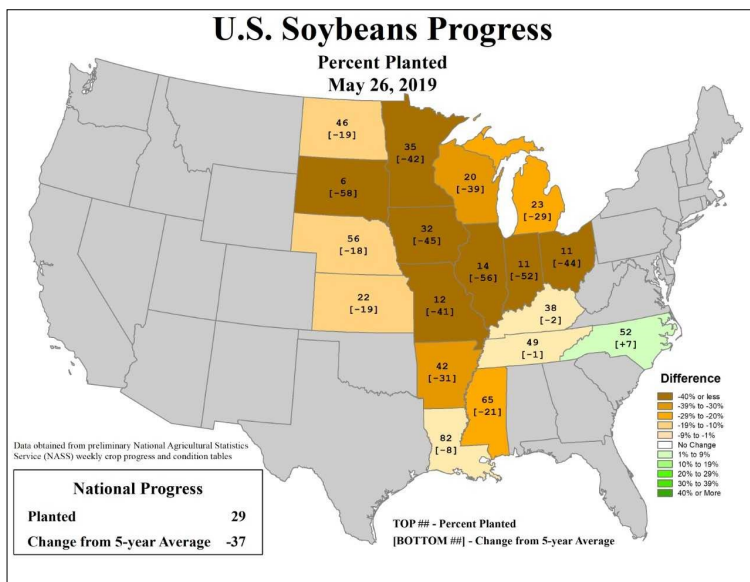 U.S. Soybeans Progress
Percent Planted
May 26, 2019
46
[-19]
35
[-42]
20
[-39]
23
[-29]
6
[-58]
32
[-45]
56
[-18]
14
[-56]
11
[-52]
11
[-44]
22
[-19]
12
[-41]
38
[-2]
49
[-1]
52
[+7]
42
[-31]
65
[-21]
82
[-8]
Difference
-40% or less
-39% to -30%
-29% to -20%
-19% to -10%
-9% to -1%
No Change
1% to 9%
10% to 19%
20% to 29%
30% to 39%
40% or More
Data obtained from preliminary National Agricultural Statistics
Service (NASS) weekly crop progress and condition tables
National Progress
Planted 29
Change from 5-year Average -37
TOP ## - Percent Planted
[BOTTOM ##] - Change from 5-year Average